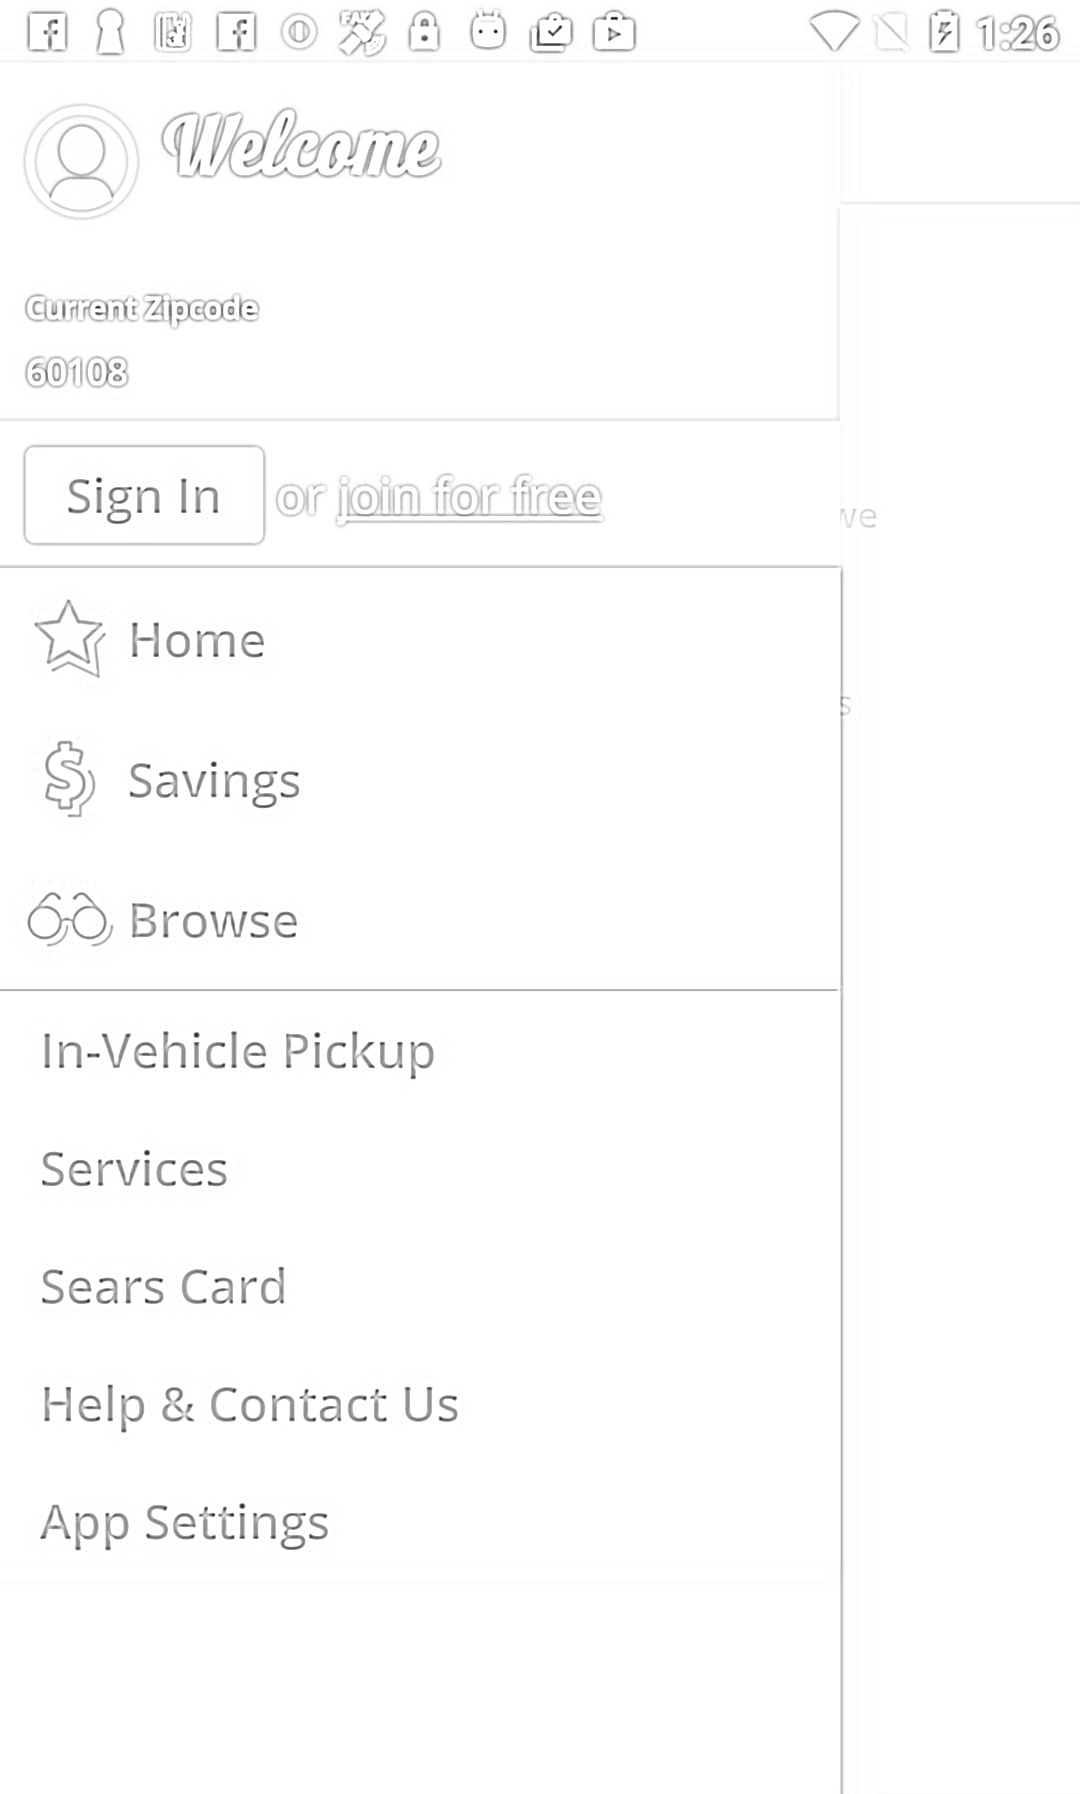 1:26
Welcome
Current Zipcode
60108
Sign In or join for free
we
s
Home
Savings
Browse
In-Vehicle Pickup
Services
Sears Card
Help & Contact Us
App Settings